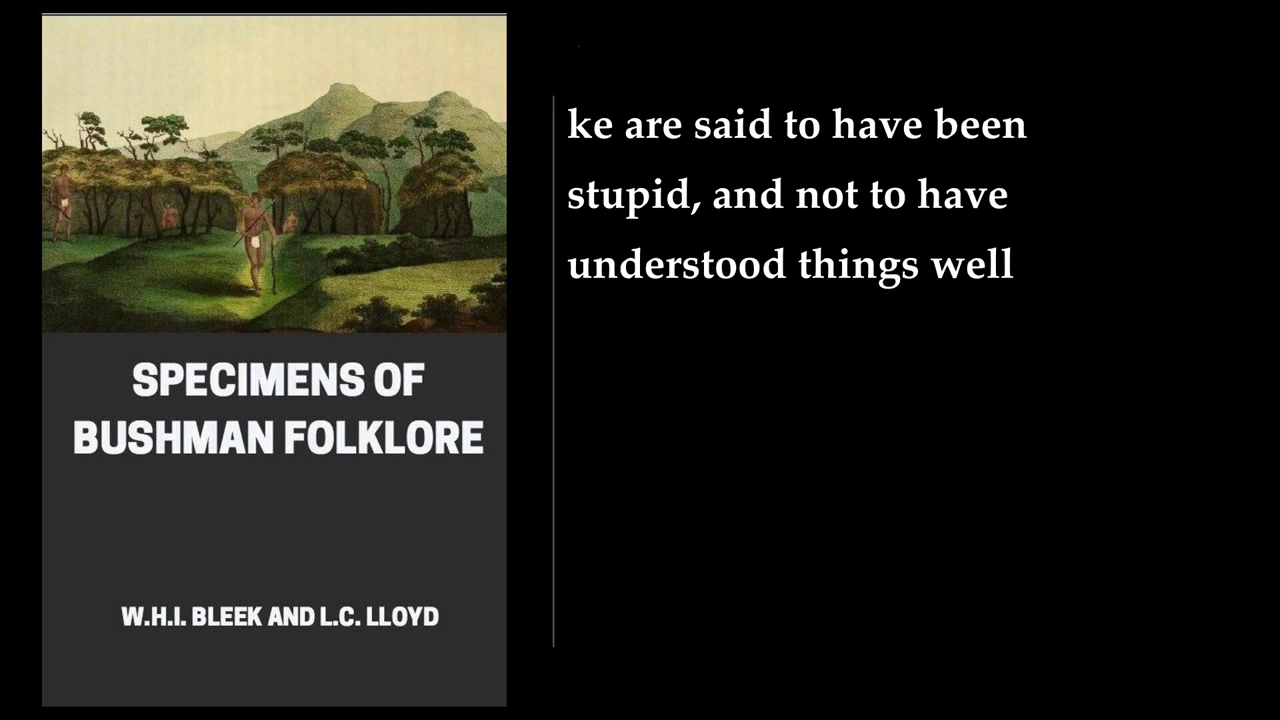 SPECIMENS OF
BUSHMAN FOLKLORE
W.H.I. BLEEK AND L.C. LLOYD
ke are said to have been
stupid, and not to have
understood things well